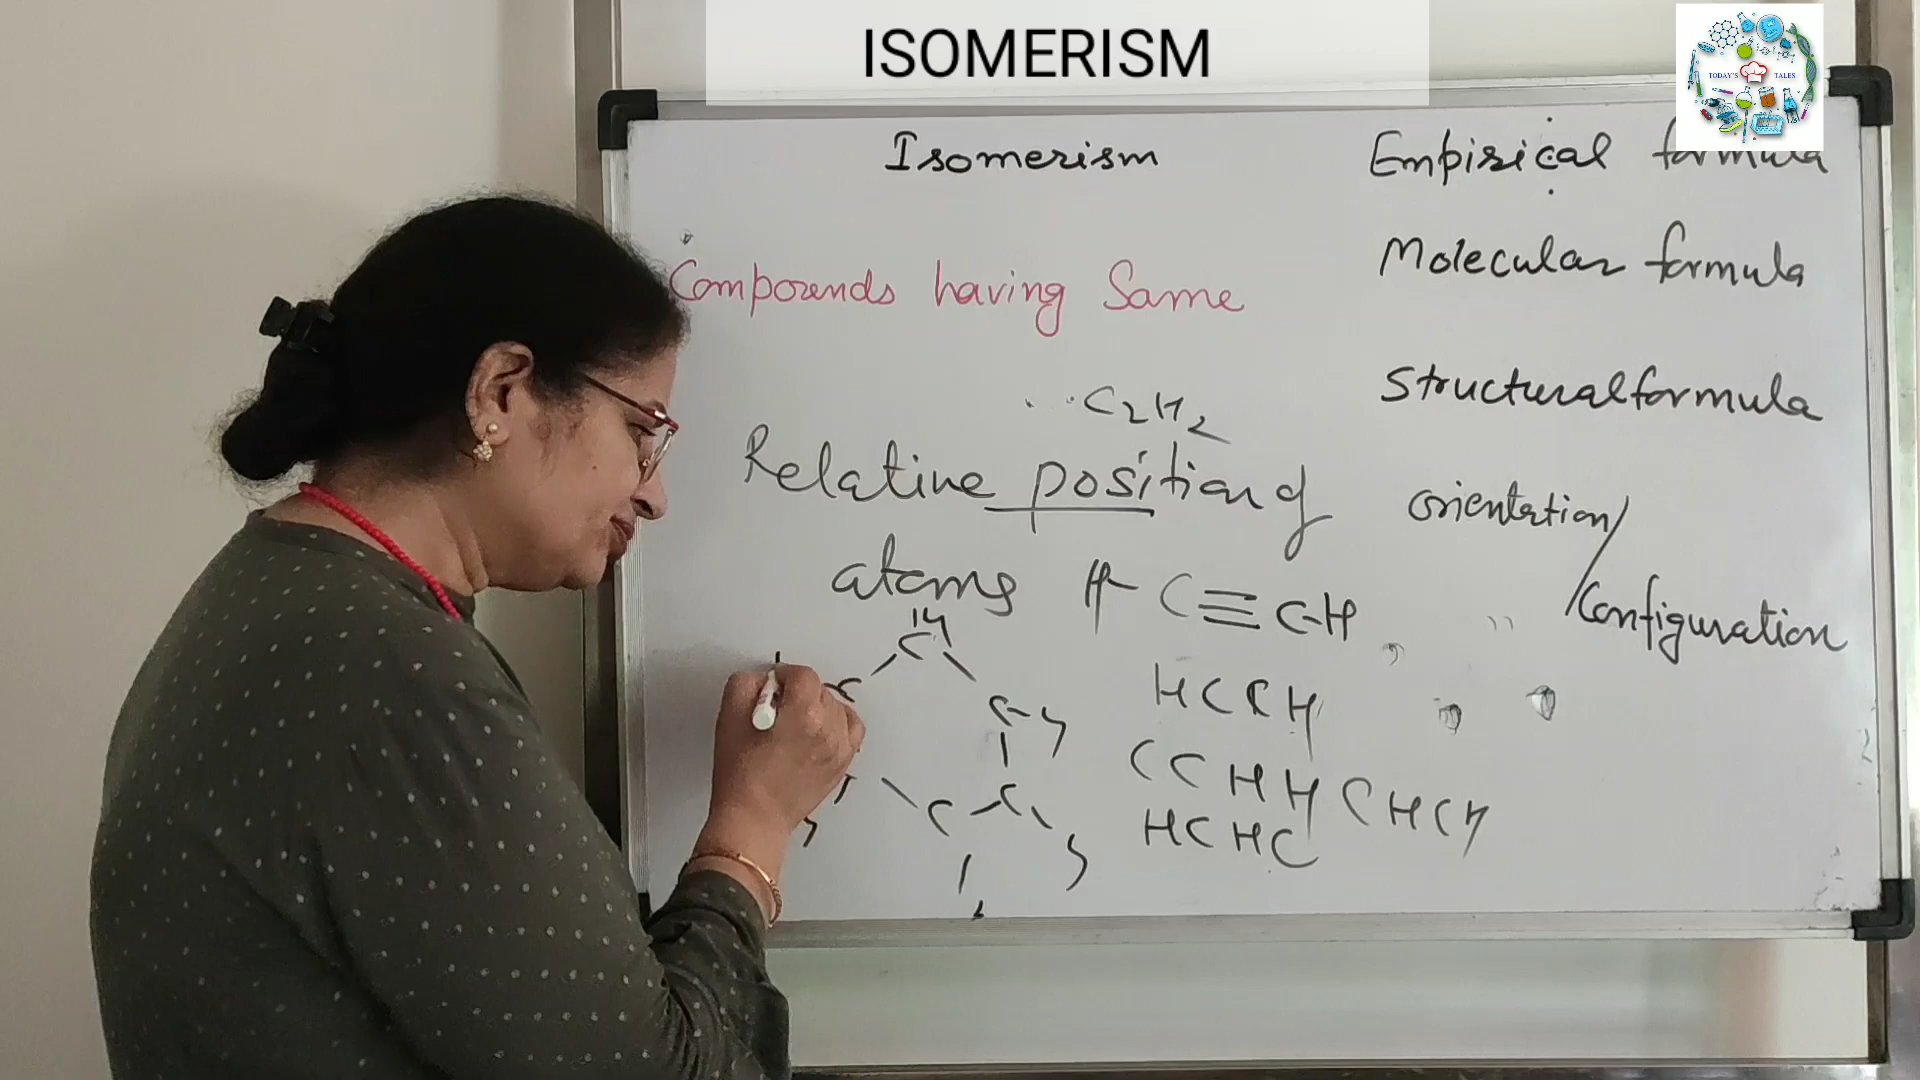 ISOMERISM
TODAY'S TALES
Isomerism
Empirical formula
Molecular formula
Compounds having Same
Structural formula
C2H2
Relative position of
orientation/
atoms H-C≡C-H
Configuration
14
C
C
C
HCCH
CCHH CHCH
C C
HCHC